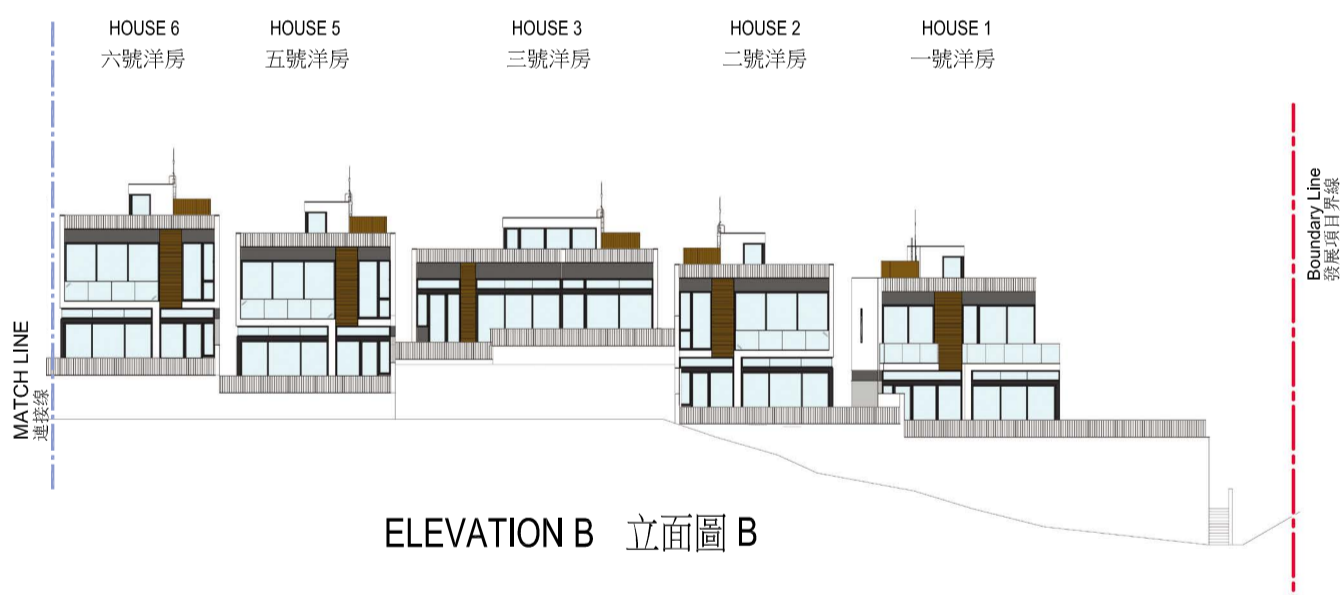 HOUSE 6
六號洋房
HOUSE 5
五號洋房
HOUSE 3
三號洋房
HOUSE 2
二號洋房
HOUSE 1
一號洋房
MATCH LINE
連接线
Boundary Line
發展項目界線
ELEVATION B 立面圖 B